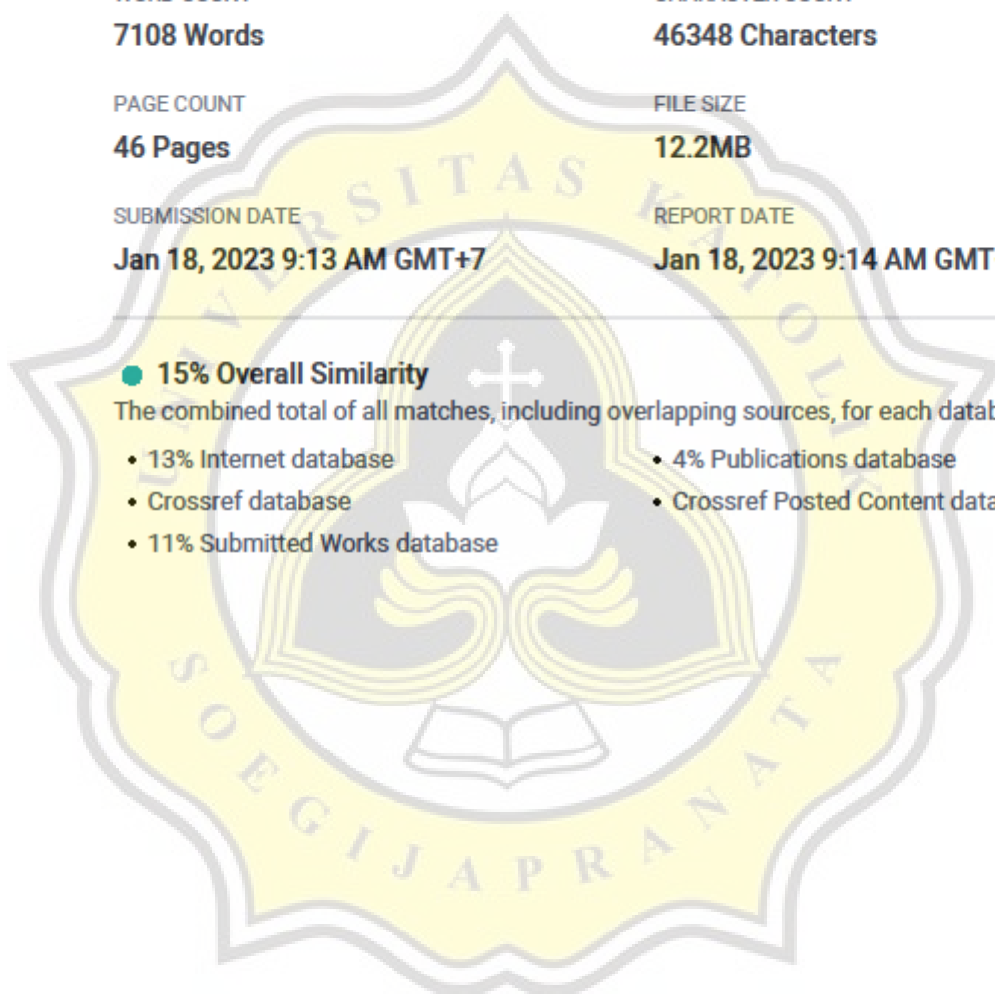 7108 Words 46348 Characters
PAGE COUNT FILE SIZE
46 Pages 12.2MB
SUBMISSION DATE REPORT DATE
Jan 18, 2023 9:13 AM GMT+7 Jan 18, 2023 9:14 AM GMT
15% Overall Similarity
The combined total of all matches, including overlapping sources, for each datab
• 13% Internet database • 4% Publications database
• Crossref database • Crossref Posted Content data
• 11% Submitted Works database
UNIVERSITAS KATOLIK
SOEGIJAPRANATA